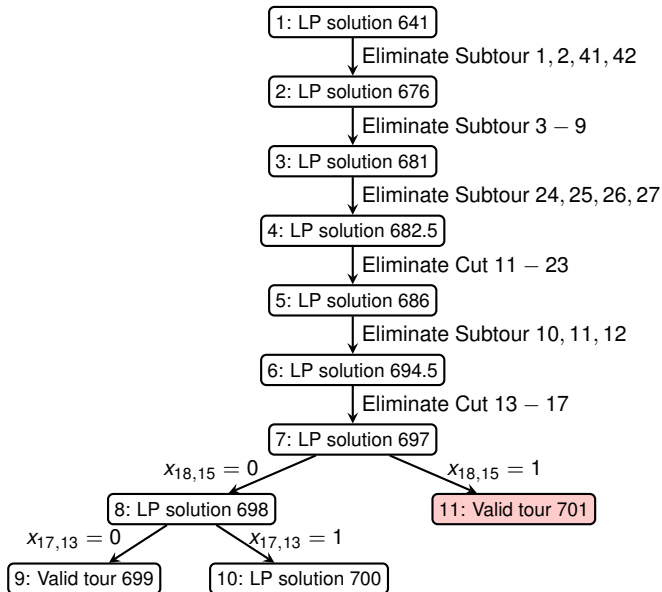 1: LP solution 641
Eliminate Subtour 1, 2, 41, 42
2: LP solution 676
Eliminate Subtour 3 − 9
3: LP solution 681
Eliminate Subtour 24, 25, 26, 27
4: LP solution 682.5
Eliminate Cut 11 − 23
5: LP solution 686
Eliminate Subtour 10, 11, 12
6: LP solution 694.5
Eliminate Cut 13 − 17
7: LP solution 697
x18,15 = 0
x18,15 = 1
8: LP solution 698
11: Valid tour 701
x17,13 = 0
x17,13 = 1
9: Valid tour 699
10: LP solution 700